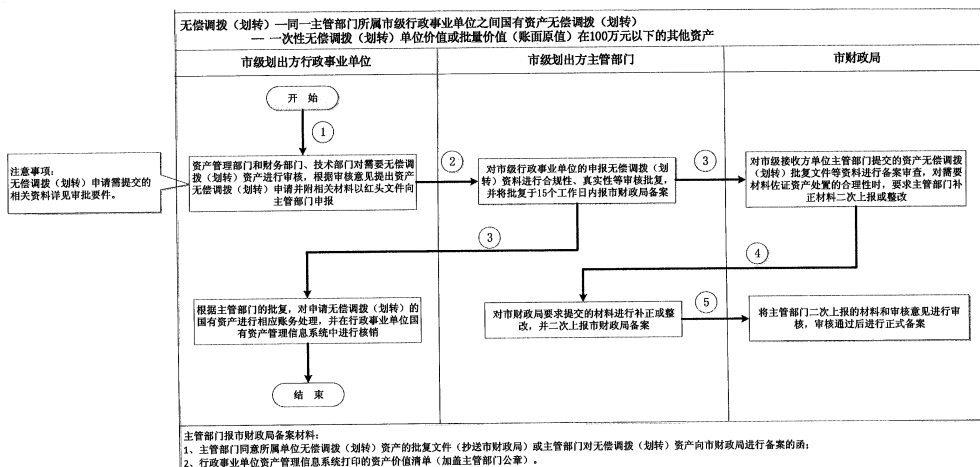 无偿调拨（划转）一同一主管部门所属市级行政事业单位之间国有资产无偿调拨（划转）
— 一次性无偿调拨（划转）单位价值或批量价值（账面原值）在100万元以下的其他资产
市级划出方行政事业单位
市级划出方主管部门
市财政局
开 始
①
资产管理部门和财务部门、技术部门对需要无偿调
拨（划转）资产进行审核，根据审核意见提出资产
无偿调拨（划转）申请并附相关材料以红头文件向
主管部门申报
注意事项：
无偿调拨（划转）申请需提交的
相关资料详见审批要件。
②
对市级行政事业单位的申报无偿调拨（划
转）资料进行合规性、真实性等审核批复，
并将批复于15个工作日内报市财政局备案
③
对市级接收方单位主管部门提交的资产无偿调拨
（划转）批复文件等资料进行备案审查，对需要
材料佐证资产处置的合理性时，要求主管部门补
正材料二次上报或整改
③
④
根据主管部门的批复，对申请无偿调拨（划转）的
国有资产进行相应账务处理，并在行政事业单位国
有资产管理信息系统中进行核销
对市财政局要求提交的材料进行补正或整
改，并二次上报市财政局备案
⑤
将主管部门二次上报的材料和审核意见进行审
核，审核通过后进行正式备案
结 束
主管部门报市财政局备案材料：
1、主管部门同意所属单位无偿调拨（划转）资产的批复文件（抄送市财政局）或主管部门对无偿调拨（划转）资产向市财政局进行备案的函；
2、行政事业单位资产管理信息系统打印的资产价值清单（加盖主管部门公章）。